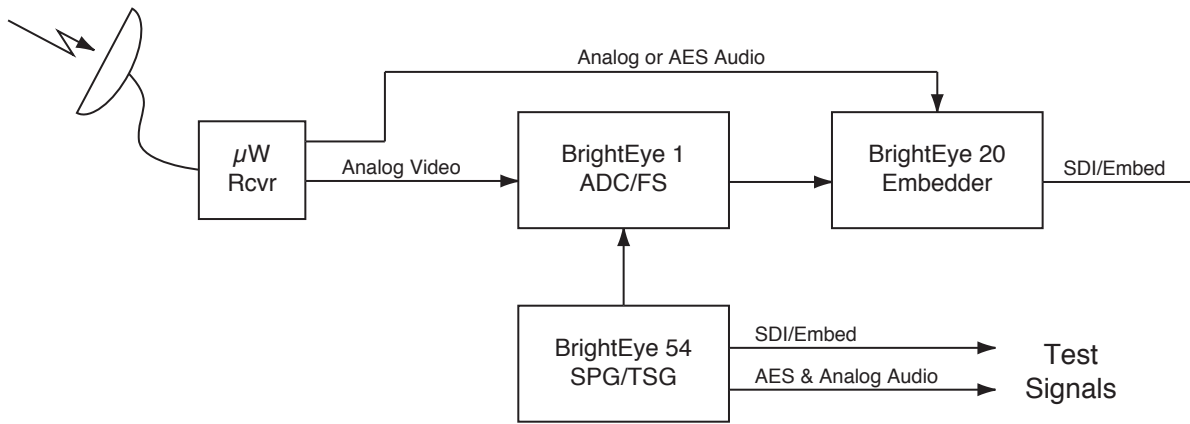 Analog or AES Audio
µW
Rcvr
Analog Video
BrightEye 1
ADC/FS
BrightEye 20
Embedder
SDI/Embed
BrightEye 54
SPG/TSG
SDI/Embed
AES & Analog Audio
Test
Signals